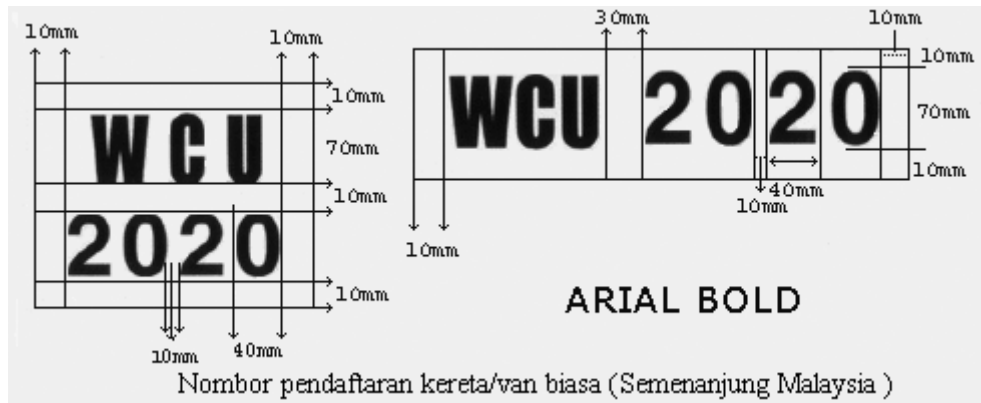 10mm 10mm
10mm
WCU
70mm
10mm
2020
10mm
10mm 40mm
30mm 10mm
10mm
WCU 2020
70mm
10mm
40mm
10mm
10mm
ARIAL BOLD
Nombor pendaftaran kereta/van biasa (Semenanjung Malaysia )